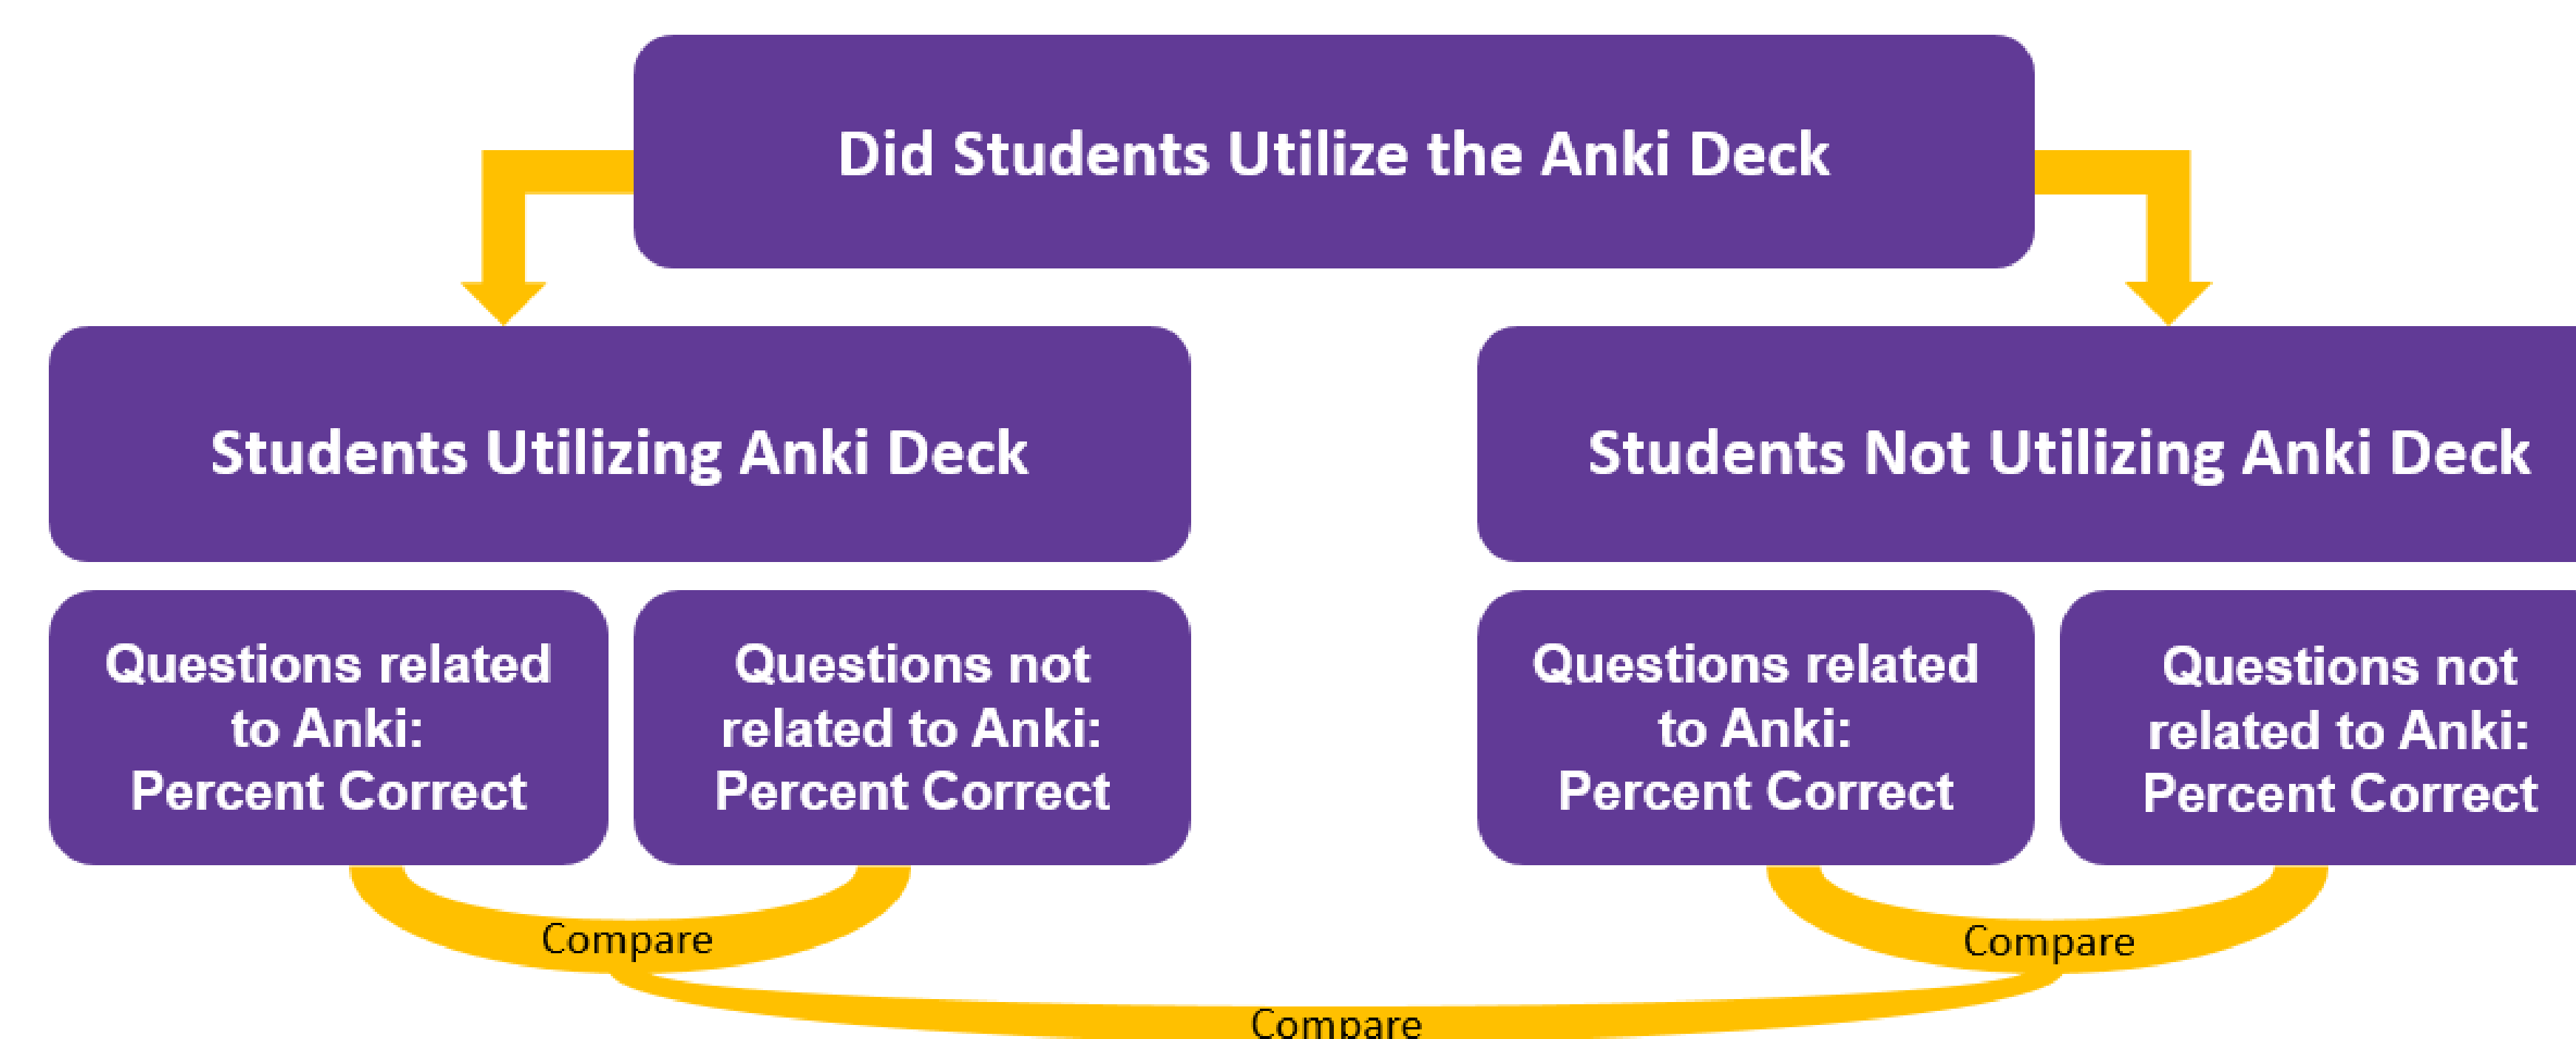 Did Students Utilize the Anki Deck
Students Utilizing Anki Deck
Students Not Utilizing Anki Deck
Questions related
to Anki:
Percent Correct
Questions not
related to Anki:
Percent Correct
Questions related
to Anki:
Percent Correct
Questions not
related to Anki:
Percent Correct
Compare
Compare
Compare